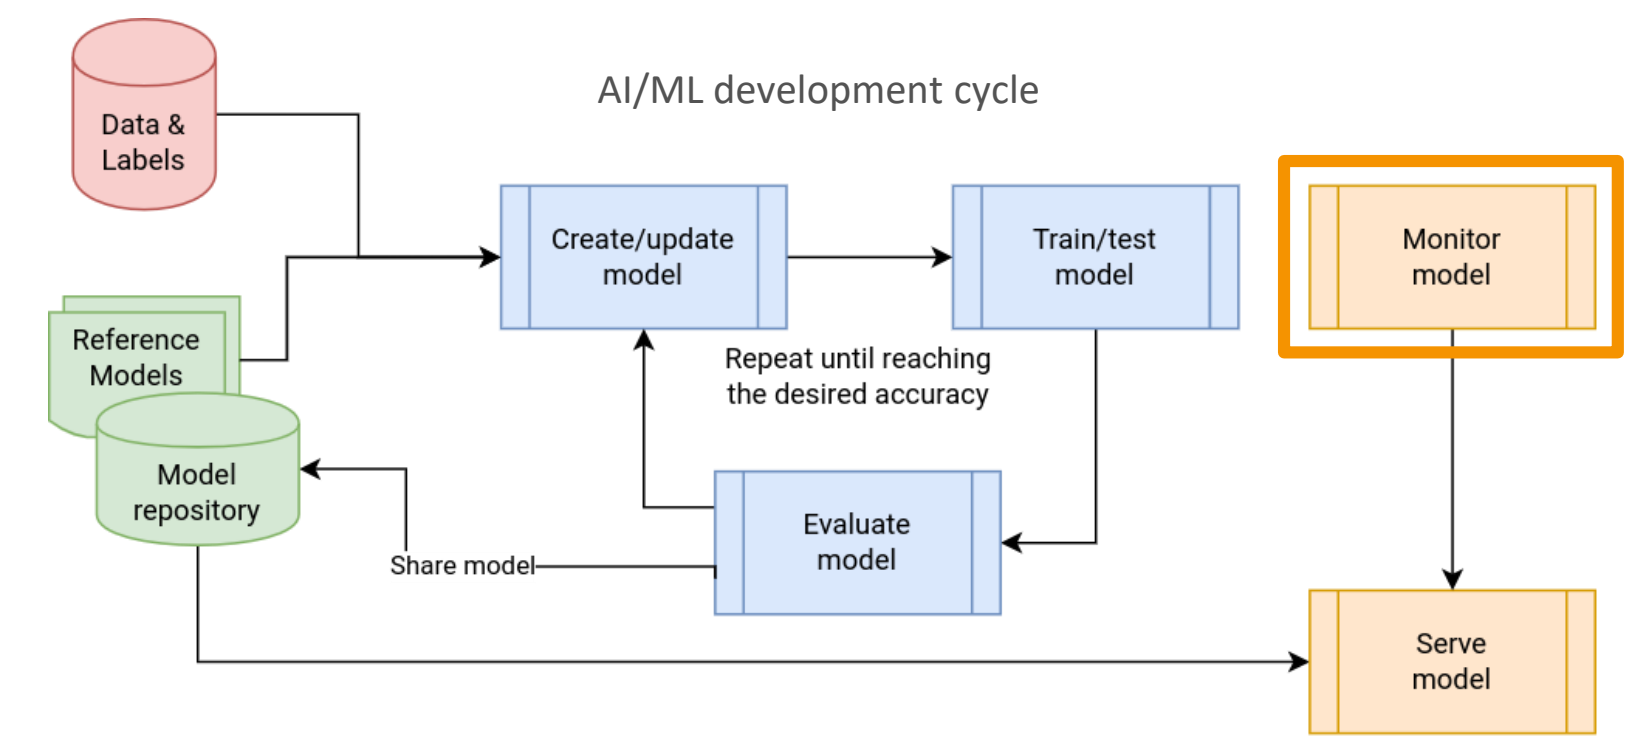 AI/ML development cycle
Data &
Labels
Create/update
model
Train/test
model
Monitor
model
Reference
Models
Repeat until reaching
the desired accuracy
Model
repository
Evaluate
model
Share model
Serve
model